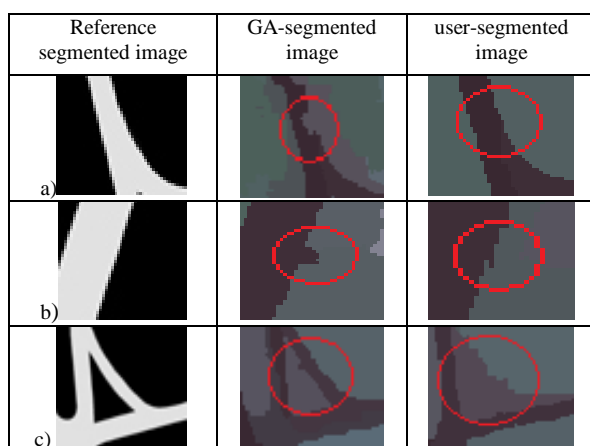 Reference
segmented image
GA-segmented
image
user-segmented
image
a)
b)
c)